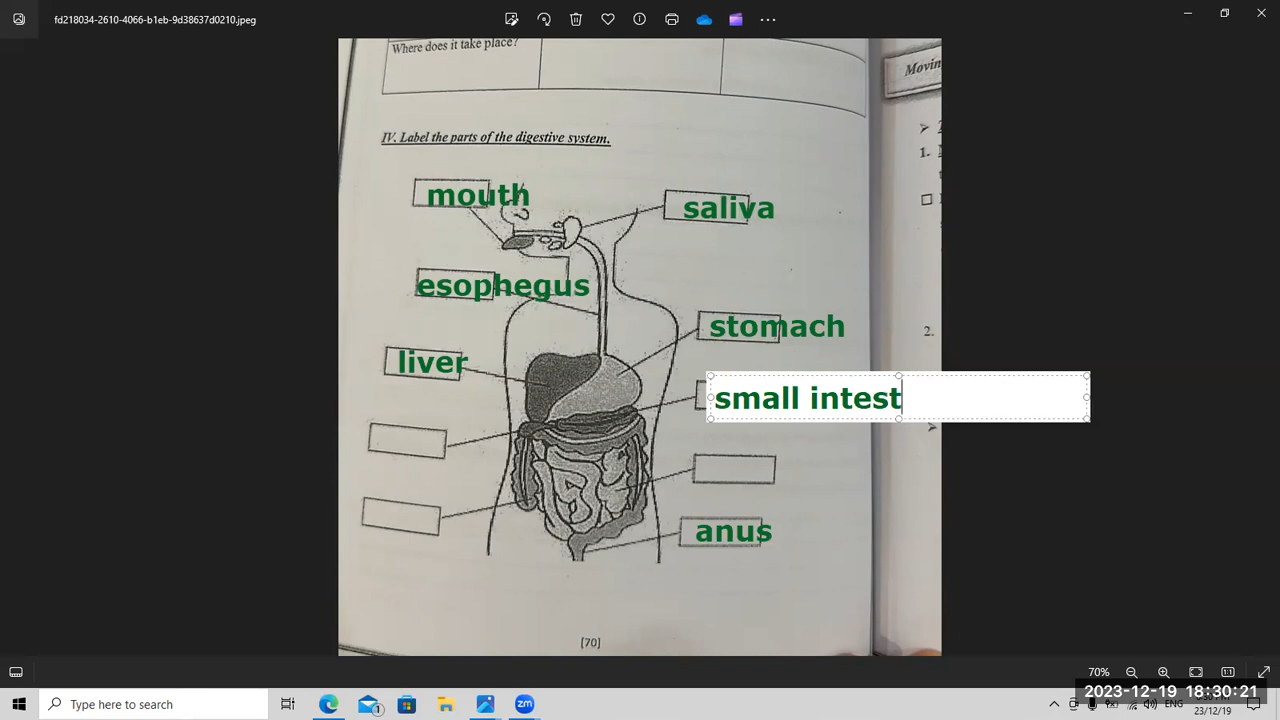 fd218034-2610-4066-b1eb-9d38637d0210.jpeg
Where does it take place?
Movin
IV. Label the parts of the digestive system.
1.
mouth
saliva
esophegus
stomach
2.
liver
small intest
anus
[70]
70%
Type here to search
1
zm
ENG
2023-12-19 18:30:21
23/12/19